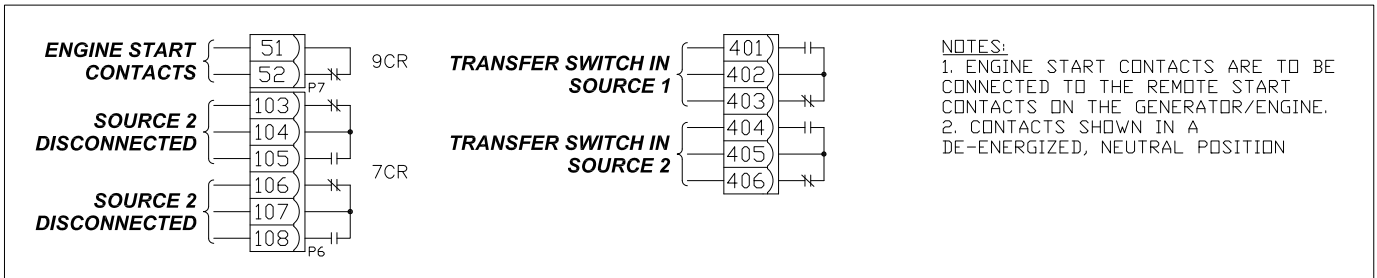 ENGINE START
CONTACTS
51
52
P7
9CR
SOURCE 2
DISCONNECTED
103
104
105
7CR
SOURCE 2
DISCONNECTED
106
107
108
P6
TRANSFER SWITCH IN
SOURCE 1
401
402
403
TRANSFER SWITCH IN
SOURCE 2
404
405
406
NOTES:
1. ENGINE START CONTACTS ARE TO BE
CONNECTED TO THE REMOTE START
CONTACTS ON THE GENERATOR/ENGINE.
2. CONTACTS SHOWN IN A
DE-ENERGIZED, NEUTRAL POSITION